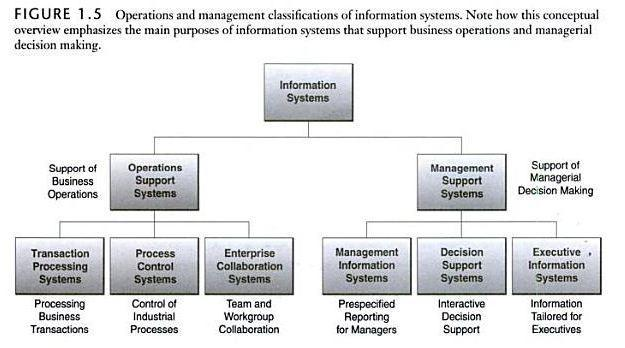 FIGURE 1.5 Operations and management classifications of information systems. Note how this conceptual
overview emphasizes the main purposes of information systems that support business operations and managerial
decision making.
Information
Systems
Support of
Business
Operations
Operations
Support
Systems
Management
Support
Systems
Support of
Managerial
Decision Making
Transaction
Processing
Systems
Process
Control
Systems
Enterprise
Collaboration
Systems
Management
Information
Systems
Decision
Support
Systems
Executive
Information
Systems
Processing
Business
Transactions
Control of
Industrial
Processes
Team and
Workgroup
Collaboration
Prespecified
Reporting
for Managers
Interactive
Decision
Support
Information
Tailored for
Executives